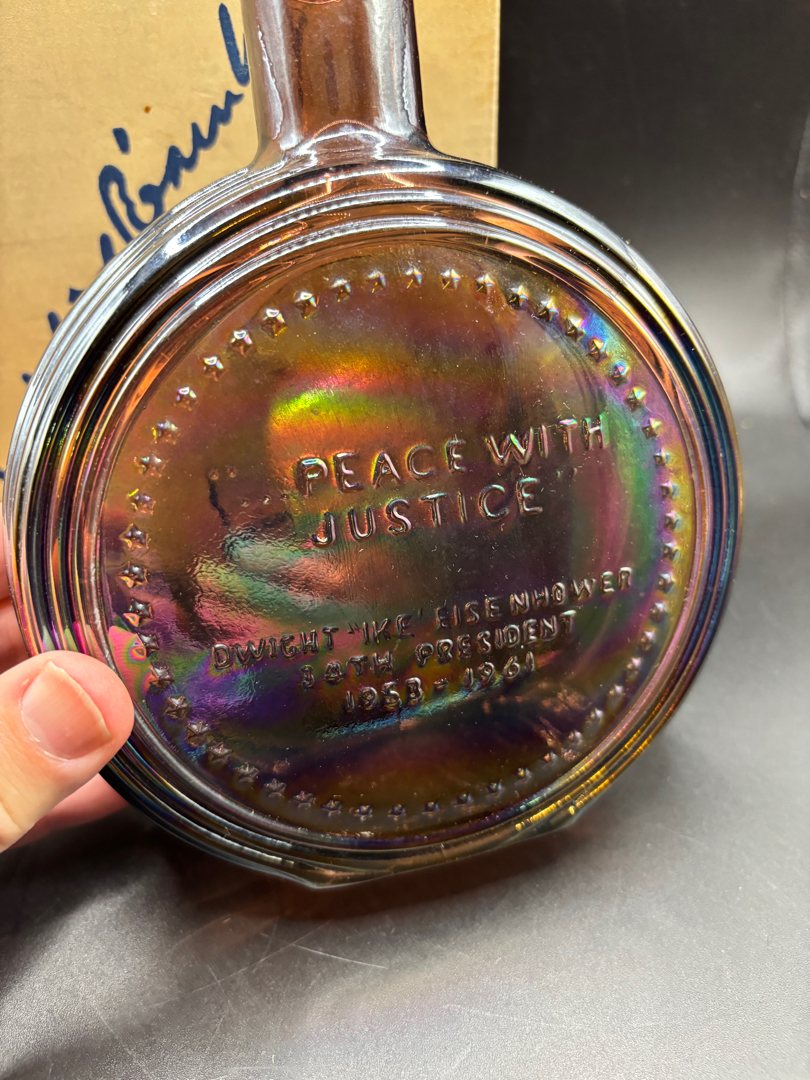 PEACE WITH
JUSTICE
DWIGHT "IKE" EISENHOWER
34TH PRESIDENT
1953 - 1961